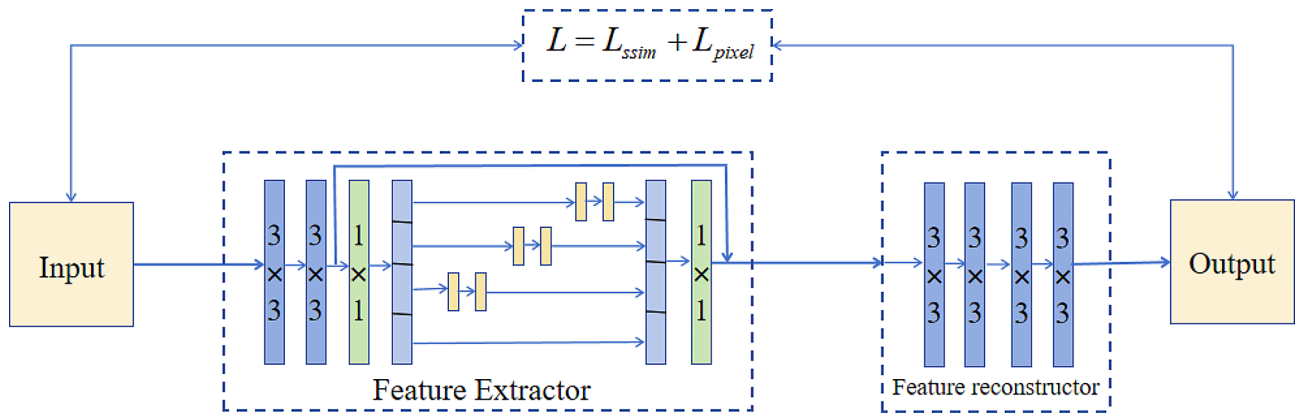 L = L_ssim + L_pixel
Input
3 × 3
3 × 3
1 × 1
1 × 1
Feature Extractor
3 × 3
3 × 3
3 × 3
3 × 3
Feature reconstructor
Output